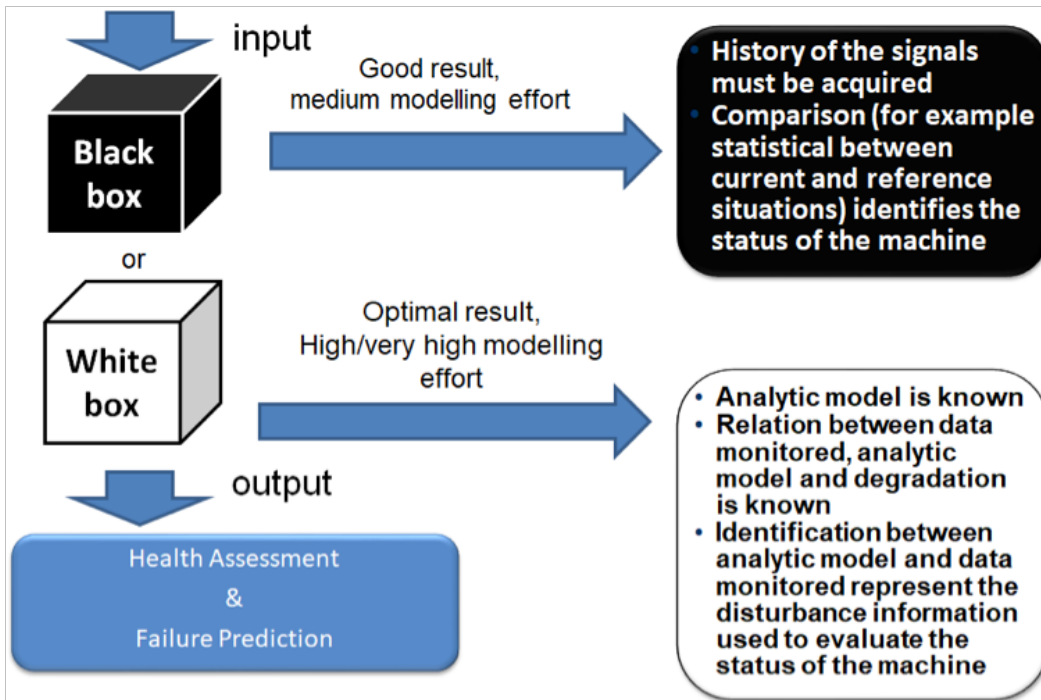 input
Good result,
medium modelling effort
Black
box
• History of the signals
must be acquired
• Comparison (for example
statistical between
current and reference
situations) identifies the
status of the machine
or
White
box
Optimal result,
High/very high modelling
effort
• Analytic model is known
• Relation between data
monitored, analytic
model and degradation
is known
• Identification between
analytic model and data
monitored represent the
disturbance information
used to evaluate the
status of the machine
output
Health Assessment
&
Failure Prediction